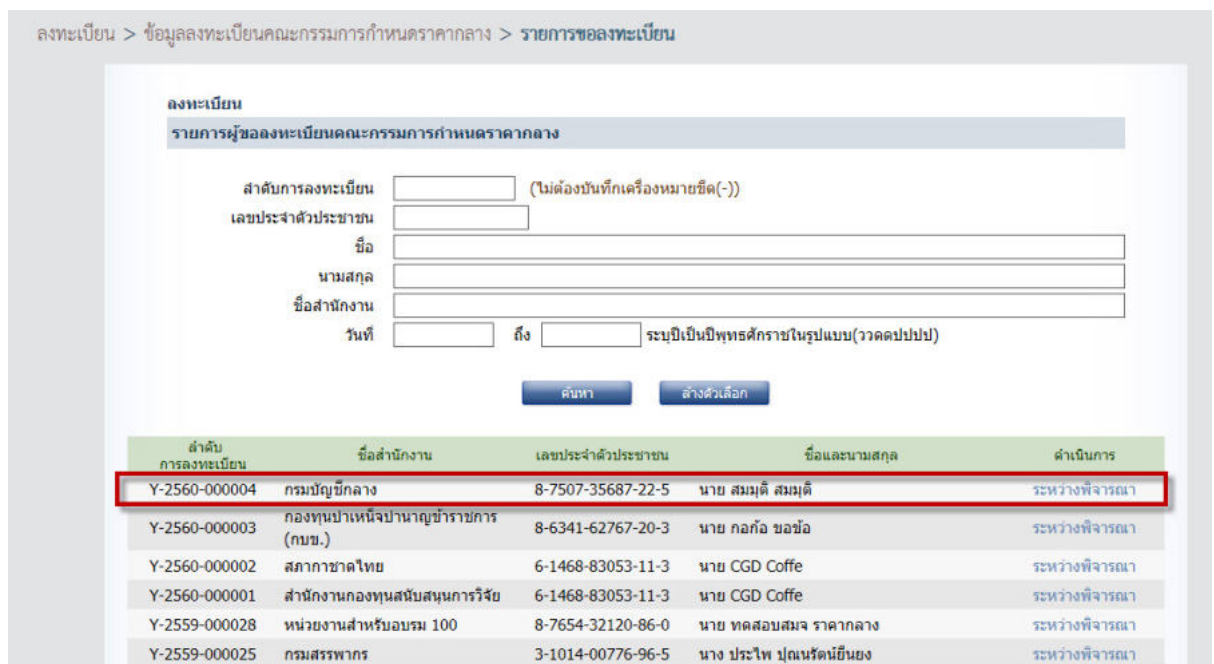 ลงทะเบียน > ข้อมูลลงทะเบียนคณะกรรมการกำหนดราคากลาง > รายการขอลงทะเบียน
ลงทะเบียน
รายการผู้ขอลงทะเบียนคณะกรรมการกำหนดราคากลาง
ลำดับการลงทะเบียน (ไม่ต้องบันทึกเครื่องหมายขีด(-))
เลขประจำตัวประชาชน
ชื่อ
นามสกุล
ชื่อสำนักงาน
วันที่ ถึง ระบุปีเป็นปีพุทธศักราชในรูปแบบ(ววดดปปปป)
ค้นหา ล้างตัวเลือก
ลำดับ
การลงทะเบียน ชื่อสำนักงาน เลขประจำตัวประชาชน ชื่อและนามสกุล ดำเนินการ
Y-2560-000004 กรมบัญชีกลาง 8-7507-35687-22-5 นาย สมมุติ สมมุติ ระหว่างพิจารณา
Y-2560-000003 กองทุนบำเหน็จบำนาญข้าราชการ (กบข.) 8-6341-62767-20-3 นาย กอก้อ ขอข้อ ระหว่างพิจารณา
Y-2560-000002 สภากาชาดไทย 6-1468-83053-11-3 นาย CGD Coffe ระหว่างพิจารณา
Y-2560-000001 สำนักงานกองทุนสนับสนุนการวิจัย 6-1468-83053-11-3 นาย CGD Coffe ระหว่างพิจารณา
Y-2559-000028 หน่วยงานสำหรับอบรม 100 8-7654-32120-86-0 นาย ทดสอบสมจ ราคากลาง ระหว่างพิจารณา
Y-2559-000025 กรมสรรพากร 3-1014-00776-96-5 นาง ประไพ ปุณนรัตน์ยืนยง ระหว่างพิจารณา